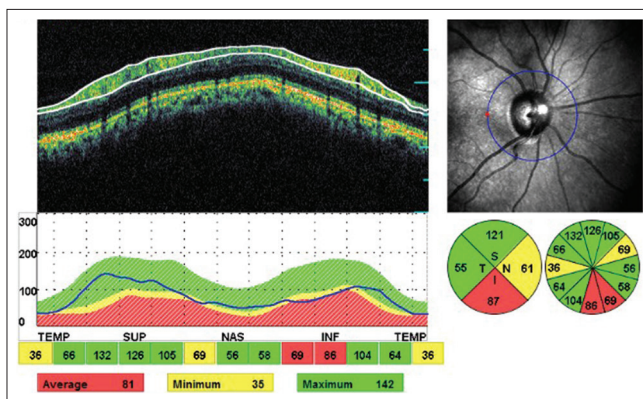 300
200
100
0
TEMP SUP NAS INF TEMP
36 66 132 126 105 69 56 58 69 86 104 64 36
Average 81 Minimum 35 Maximum 142
121
S
55 T N 61
I
87
126
132 105
66 69
36 56
64 58
104 69
86